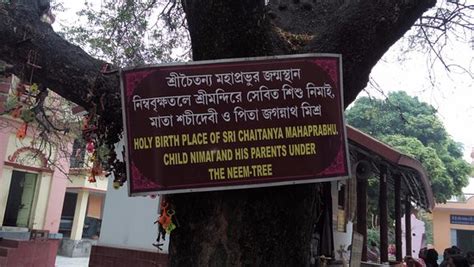 শ্রীচৈতন্য মহাপ্রভুর জন্মস্থান
নিম্ববৃক্ষতলে শ্রীমন্দিরে সেবিত শিশু নিমাই,
মাতা শচীদেবী ও পিতা জগন্নাথ মিশ্র
HOLY BIRTH PLACE OF SRI CHAITANYA MAHAPRABHU.
CHILD NIMAI AND HIS PARENTS UNDER
THE NEEM-TREE